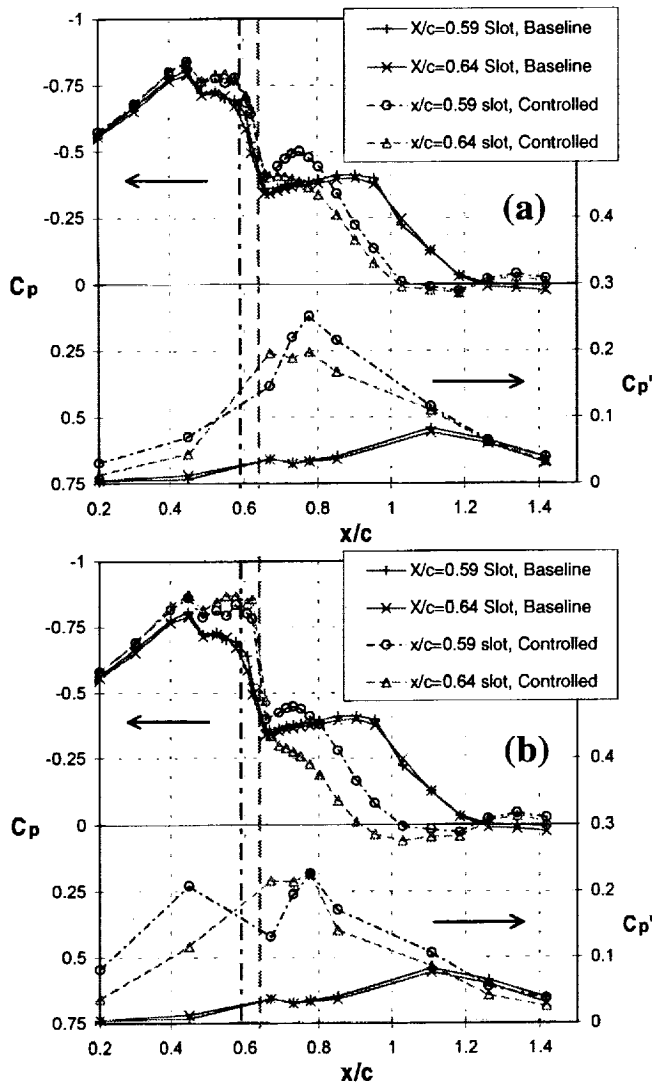 -1
-0.75
-0.5
-0.25
0
0.25
0.5
0.75
Cp
X/c=0.59 Slot, Baseline
X/c=0.64 Slot, Baseline
x/c=0.59 slot, Controlled
x/c=0.64 slot, Controlled
(a)
0.4
0.3
0.2
0.1
0
Cp'
0.2 0.4 0.6 0.8 1 1.2 1.4
x/c
-1
-0.75
-0.5
-0.25
0
0.25
0.5
0.75
Cp
X/c=0.59 Slot, Baseline
X/c=0.64 Slot, Baseline
x/c=0.59 slot, Controlled
x/c=0.64 slot, Controlled
(b)
0.4
0.3
0.2
0.1
0
Cp'
0.2 0.4 0.6 0.8 1 1.2 1.4
x/c